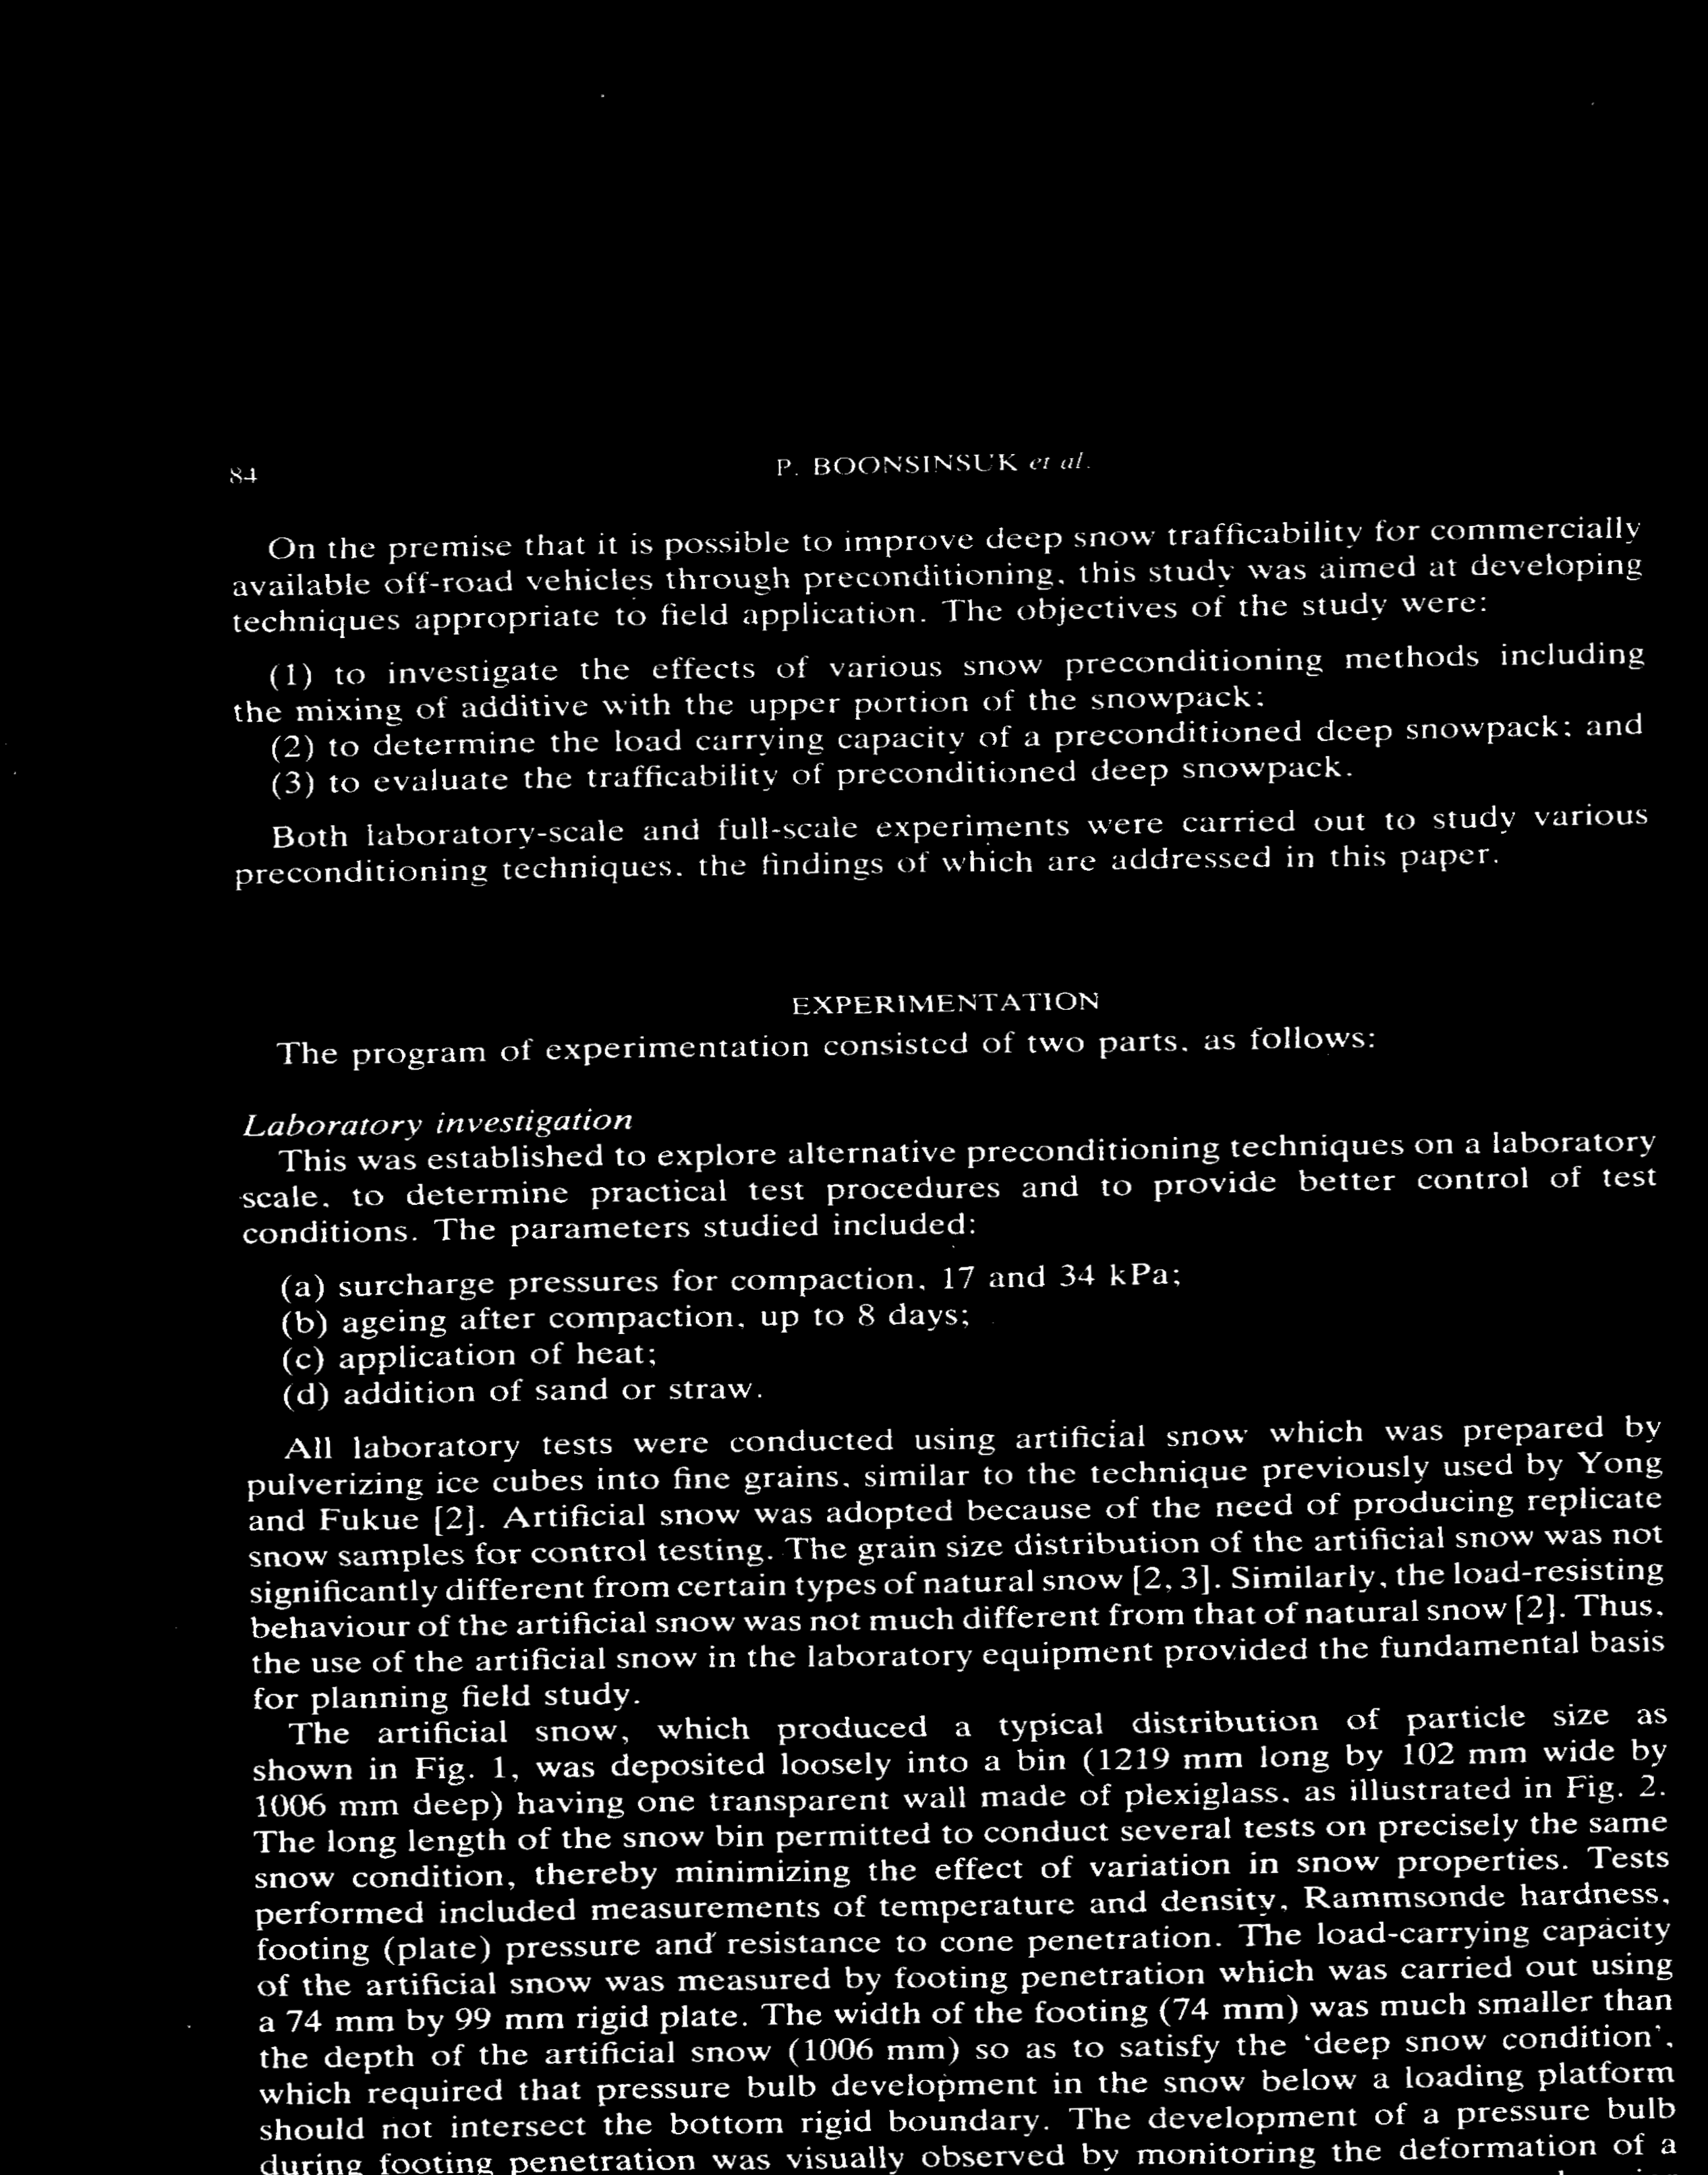 84
P. BOONSINSUK et al.
On the premise that it is possible to improve deep snow trafficability for commercially
available off-road vehicles through preconditioning, this study was aimed at developing
techniques appropriate to field application. The objectives of the study were:
(1) to investigate the effects of various snow preconditioning methods including
the mixing of additive with the upper portion of the snowpack;
(2) to determine the load carrying capacity of a preconditioned deep snowpack; and
(3) to evaluate the trafficability of preconditioned deep snowpack.
Both laboratory-scale and full-scale experiments were carried out to study various
preconditioning techniques, the findings of which are addressed in this paper.
EXPERIMENTATION
The program of experimentation consisted of two parts, as follows:
Laboratory investigation
This was established to explore alternative preconditioning techniques on a laboratory
scale, to determine practical test procedures and to provide better control of test
conditions. The parameters studied included:
(a) surcharge pressures for compaction, 17 and 34 kPa;
(b) ageing after compaction, up to 8 days;
(c) application of heat;
(d) addition of sand or straw.
All laboratory tests were conducted using artificial snow which was prepared by
pulverizing ice cubes into fine grains, similar to the technique previously used by Yong
and Fukue [2]. Artificial snow was adopted because of the need of producing replicate
snow samples for control testing. The grain size distribution of the artificial snow was not
significantly different from certain types of natural snow [2, 3]. Similarly, the load-resisting
behaviour of the artificial snow was not much different from that of natural snow [2]. Thus,
the use of the artificial snow in the laboratory equipment provided the fundamental basis
for planning field study.
The artificial snow, which produced a typical distribution of particle size as
shown in Fig. 1, was deposited loosely into a bin (1219 mm long by 102 mm wide by
1006 mm deep) having one transparent wall made of plexiglass, as illustrated in Fig. 2.
The long length of the snow bin permitted to conduct several tests on precisely the same
snow condition, thereby minimizing the effect of variation in snow properties. Tests
performed included measurements of temperature and density, Rammsonde hardness,
footing (plate) pressure and resistance to cone penetration. The load-carrying capacity
of the artificial snow was measured by footing penetration which was carried out using
a 74 mm by 99 mm rigid plate. The width of the footing (74 mm) was much smaller than
the depth of the artificial snow (1006 mm) so as to satisfy the 'deep snow condition',
which required that pressure bulb development in the snow below a loading platform
should not intersect the bottom rigid boundary. The development of a pressure bulb
during footing penetration was visually observed by monitoring the deformation of a